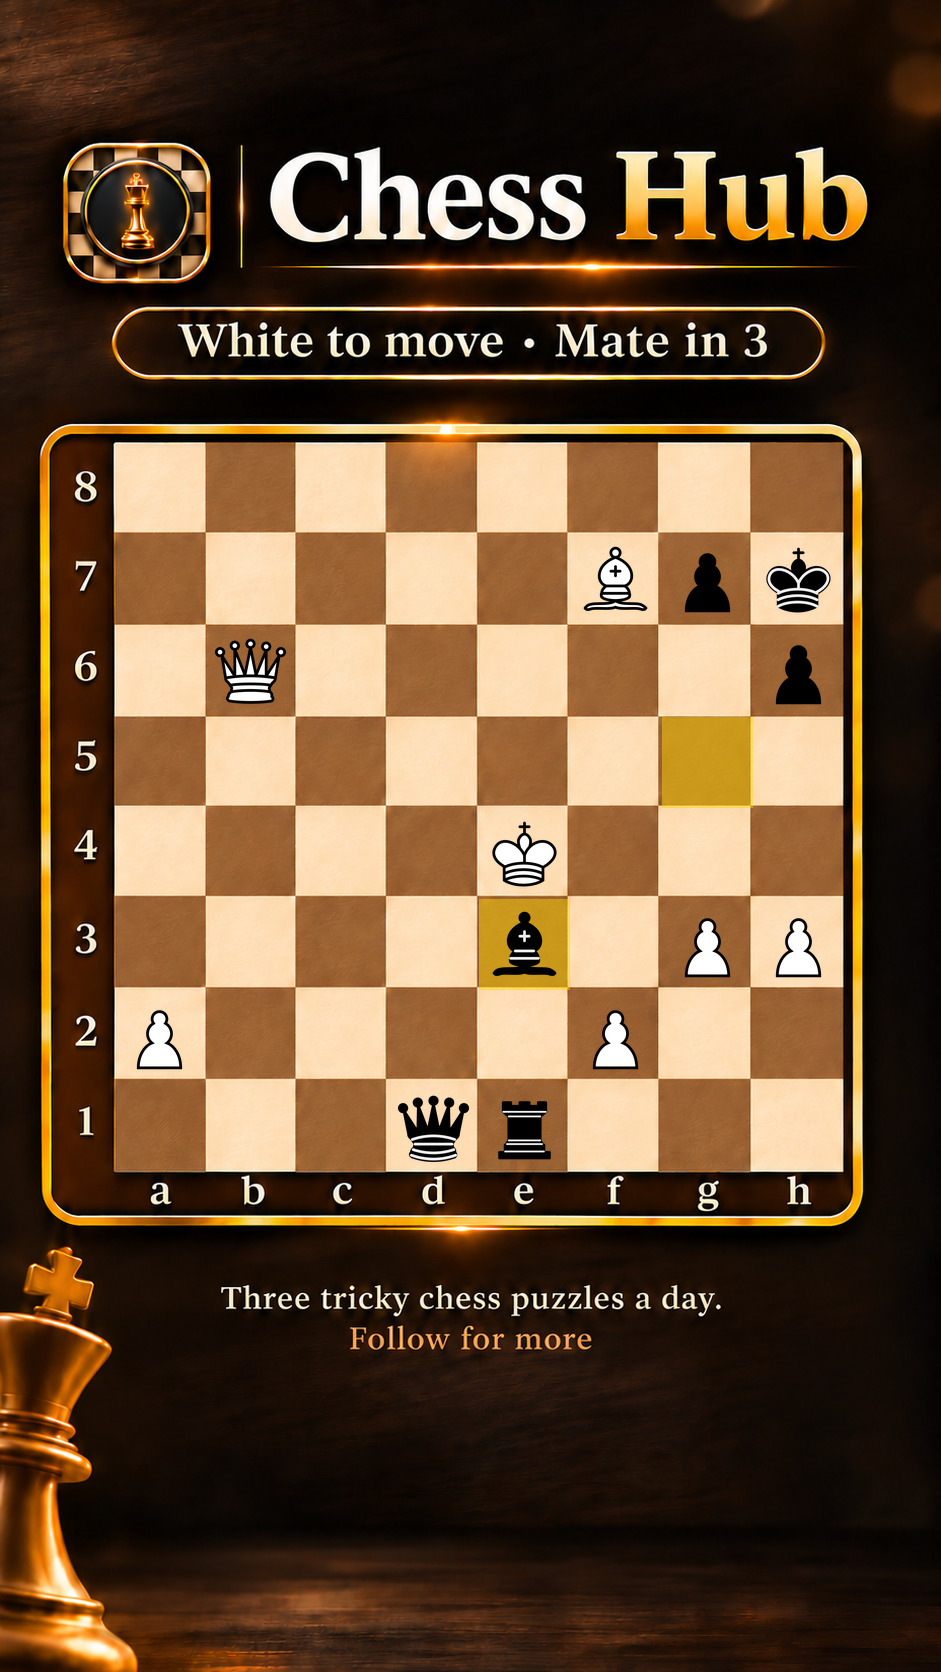 Chess Hub
White to move • Mate in 3
8
7
6
5
4
3
2
1
a b c d e f g h
Three tricky chess puzzles a day.
Follow for more